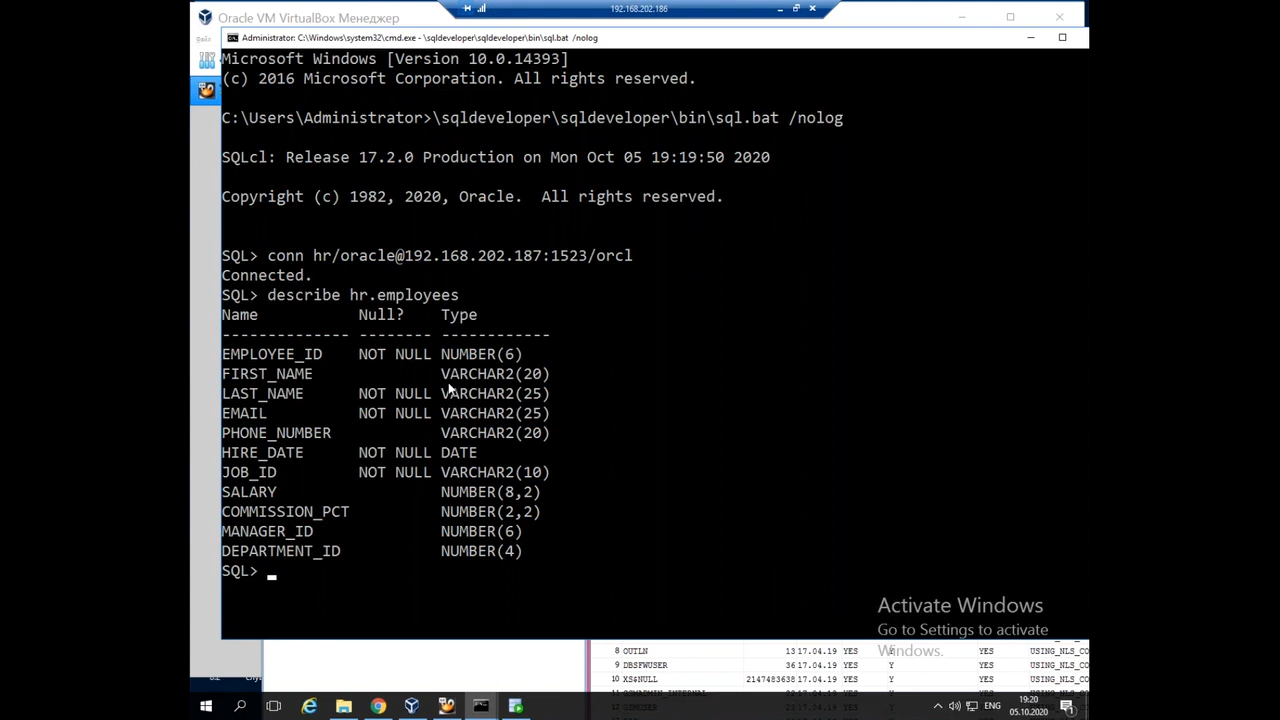 192.168.202.186
Oracle VM VirtualBox Менеджер
Administrator: C:\Windows\system32\cmd.exe - \sqldeveloper\sqldeveloper\bin\sql.bat /nolog
Файл
Microsoft Windows [Version 10.0.14393]
(c) 2016 Microsoft Corporation. All rights reserved.
C:\Users\Administrator>\sqldeveloper\sqldeveloper\bin\sql.bat /nolog
SQLcl: Release 17.2.0 Production on Mon Oct 05 19:19:50 2020
Copyright (c) 1982, 2020, Oracle.  All rights reserved.
SQL> conn hr/oracle@192.168.202.187:1523/orcl
Connected.
SQL> describe hr.employees
Name           Null?    Type
-------------- -------- ------------
EMPLOYEE_ID    NOT NULL NUMBER(6)
FIRST_NAME              VARCHAR2(20)
LAST_NAME      NOT NULL VARCHAR2(25)
EMAIL          NOT NULL VARCHAR2(25)
PHONE_NUMBER            VARCHAR2(20)
HIRE_DATE      NOT NULL DATE
JOB_ID         NOT NULL VARCHAR2(10)
SALARY                  NUMBER(8,2)
COMMISSION_PCT          NUMBER(2,2)
MANAGER_ID              NUMBER(6)
DEPARTMENT_ID           NUMBER(4)
SQL>
Activate Windows
Go to Settings to activate
Windows.
8 OUTLN 13 17.04.19 YES Y YES USING_NLS_CO
9 DBSFWUSER 36 17.04.19 YES Y YES USING_NLS_CO
10 XS$NULL 2147483638 17.04.19 YES Y YES USING_NLS_CO
ENG
19:20
05.10.2020